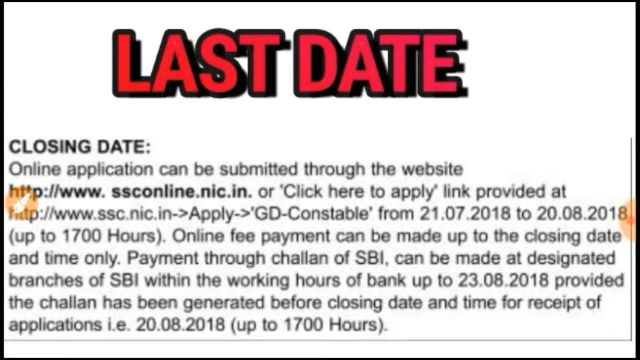 LAST DATE
CLOSING DATE:
Online application can be submitted through the website
http://www. ssconline.nic.in. or 'Click here to apply' link provided at
http://www.ssc.nic.in->Apply->'GD-Constable' from 21.07.2018 to 20.08.2018
(up to 1700 Hours). Online fee payment can be made up to the closing date
and time only. Payment through challan of SBI, can be made at designated
branches of SBI within the working hours of bank up to 23.08.2018 provided
the challan has been generated before closing date and time for receipt of
applications i.e. 20.08.2018 (up to 1700 Hours).